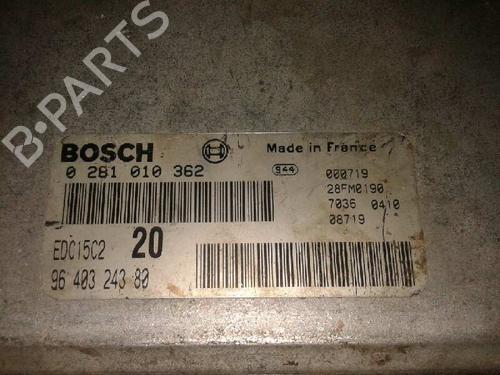 B-PARTS
BOSCH
Made in France
0 281 010 362
944
000719
28FM0190
7036 0410
08719
EDC15C2
20
96 403 243 80